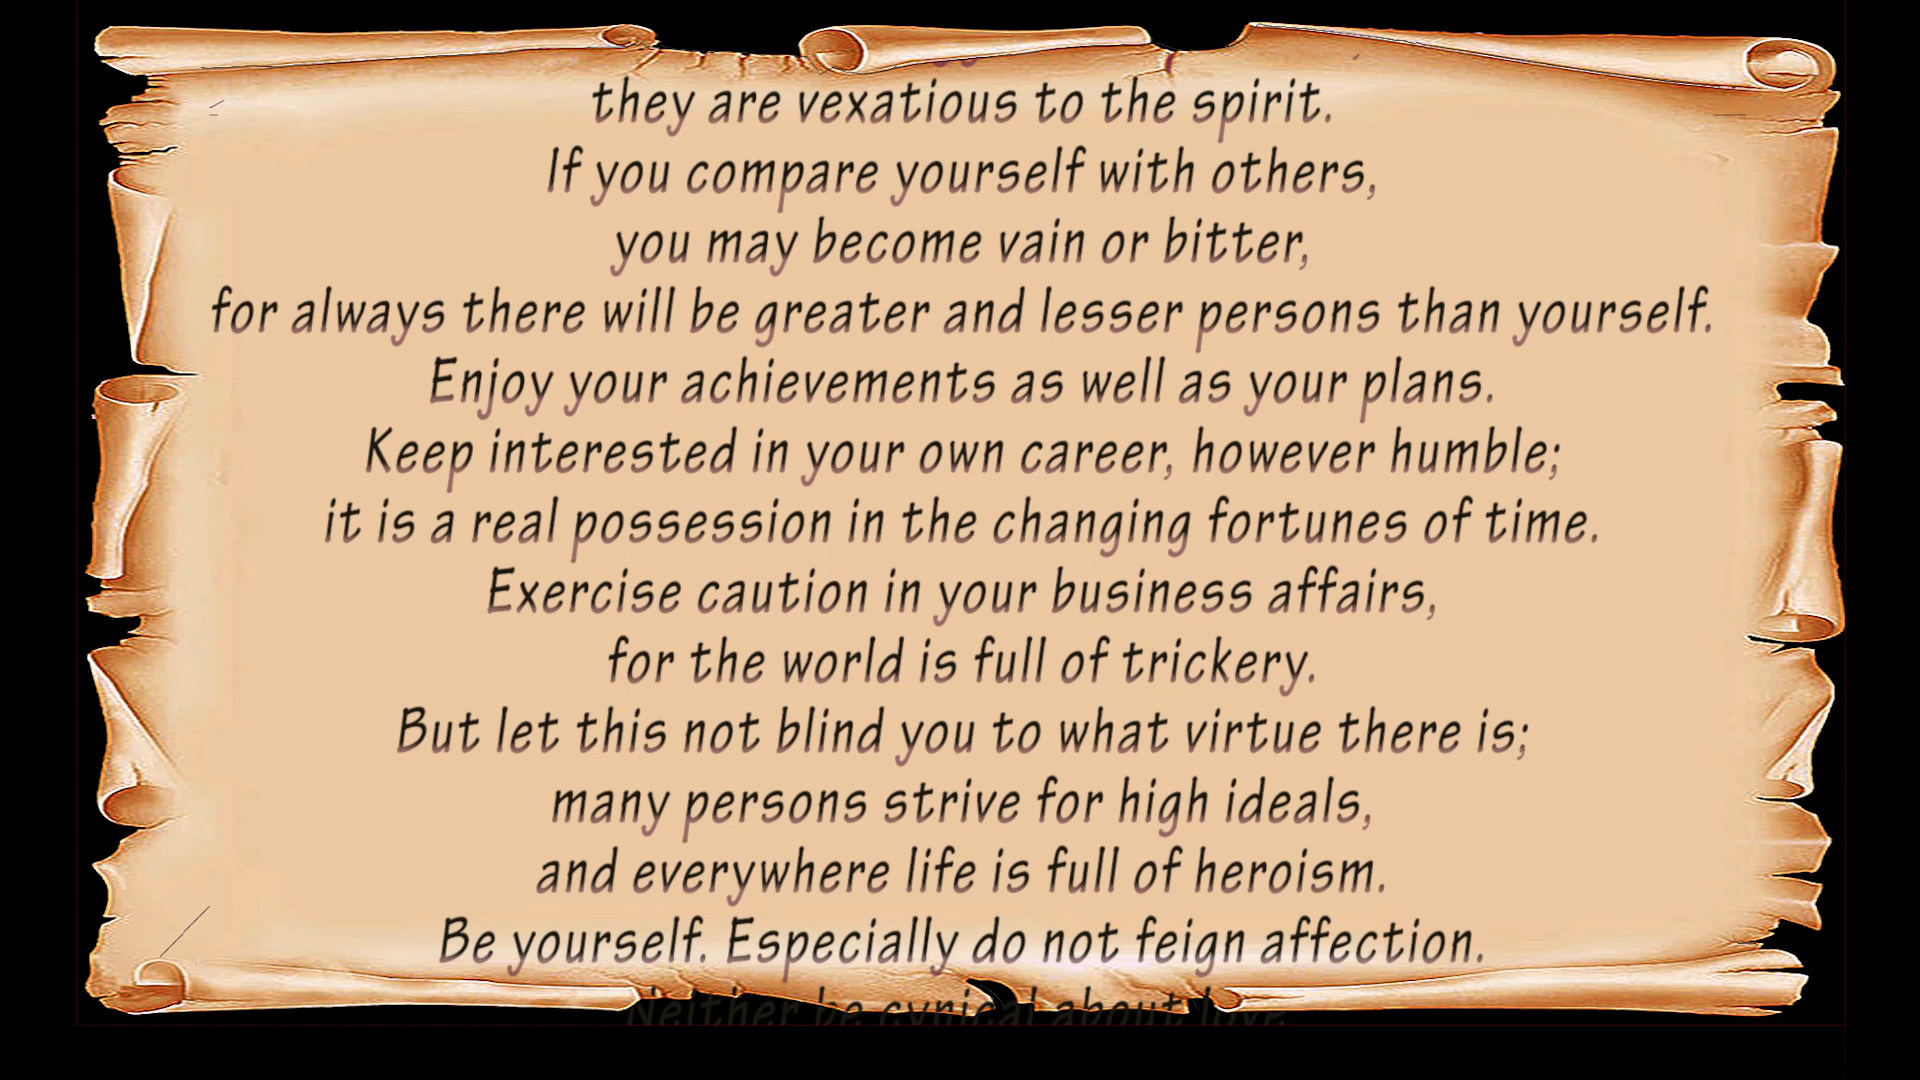 they are vexatious to the spirit.
If you compare yourself with others,
you may become vain or bitter,
for always there will be greater and lesser persons than yourself.
Enjoy your achievements as well as your plans.
Keep interested in your own career, however humble;
it is a real possession in the changing fortunes of time.
Exercise caution in your business affairs,
for the world is full of trickery.
But let this not blind you to what virtue there is;
many persons strive for high ideals,
and everywhere life is full of heroism.
Be yourself. Especially do not feign affection.
Neither be cynical about love